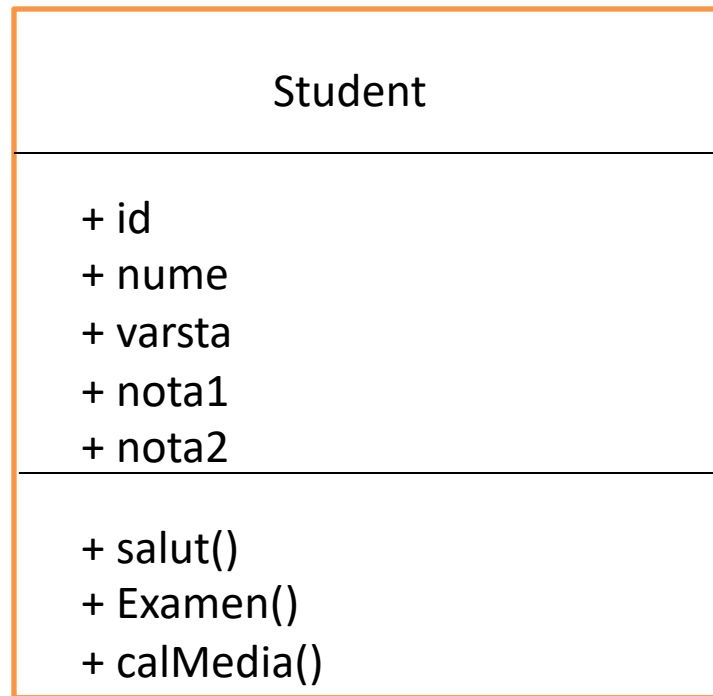 Student
+ id
+ nume
+ varsta
+ nota1
+ nota2
+ salut()
+ Examen()
+ calMedia()